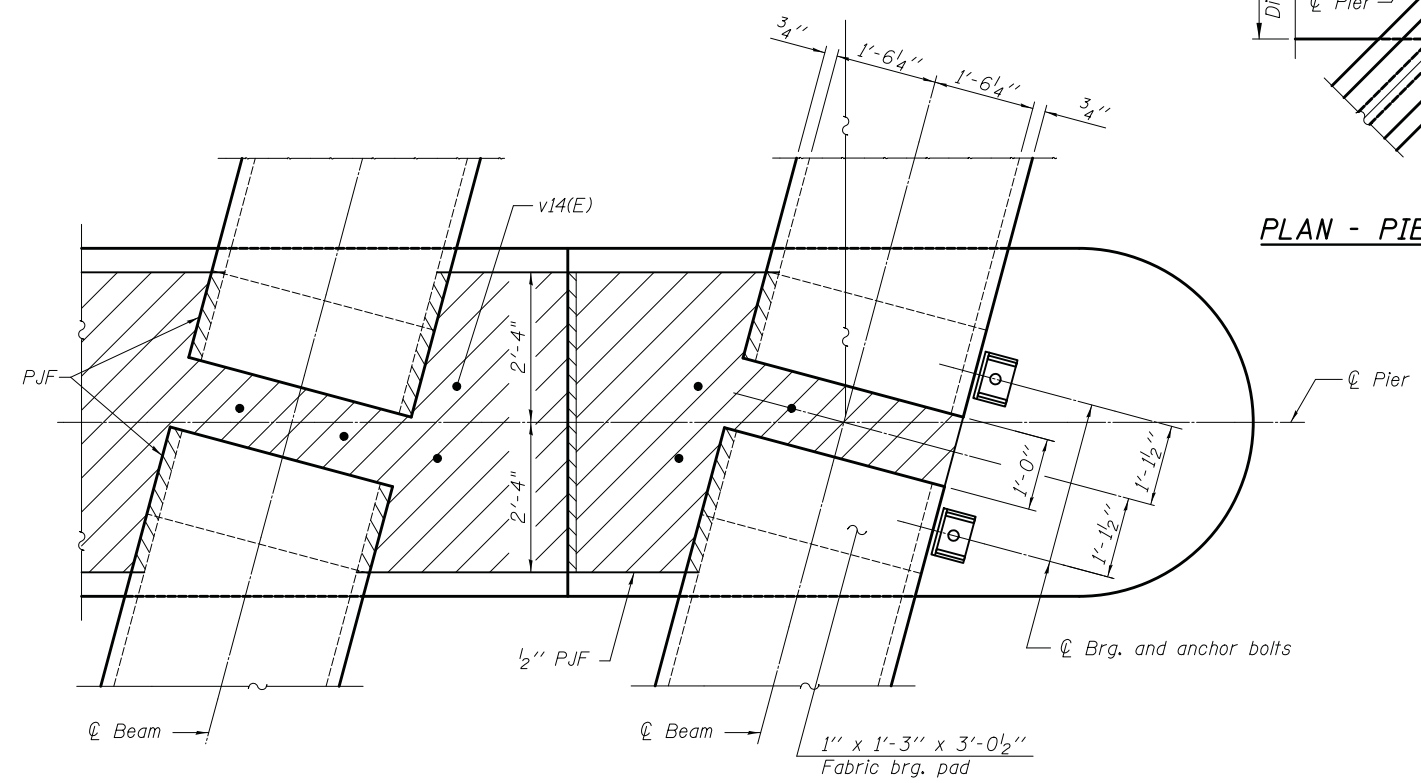 3/4"
1'-6 1/4"
1'-6 1/4"
3/4"
℄ Pier
Di
PLAN - PIE
v14(E)
2'-4"
2'-4"
PJF
℄ Pier
1'-0"
1'-1 1/2"
1'-1 1/2"
1/2" PJF
℄ Brg. and anchor bolts
℄ Beam
℄ Beam
1" x 1'-3" x 3'-0 1/2"
Fabric brg. pad